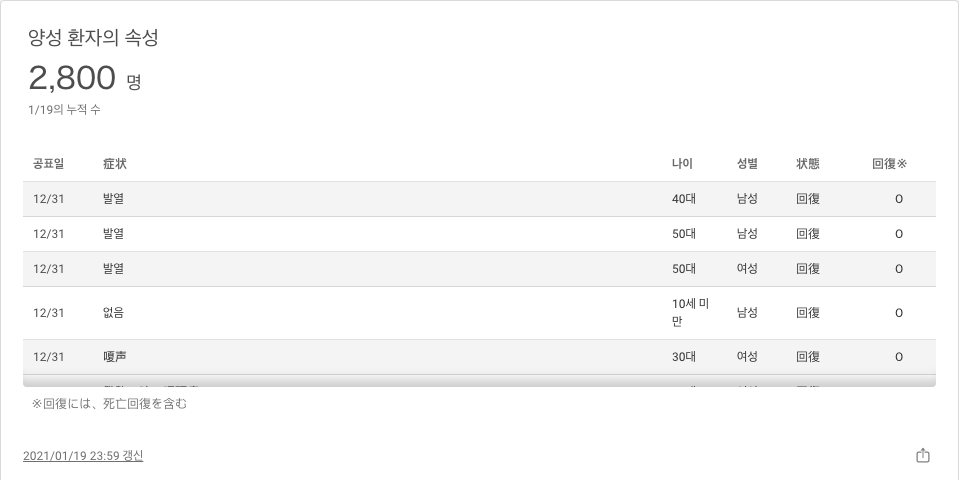 양성 환자의 속성
2,800 명
1/19의 누적 수
공표일 症状 나이 성별 状態 回復※
12/31 발열 40대 남성 回復 O
12/31 발열 50대 남성 回復 O
12/31 발열 50대 여성 回復 O
12/31 없음 10세 미만 남성 回復 O
12/31 嗄声 30대 여성 回復 O
※回復には、死亡回復を含む
2021/01/19 23:59 갱신